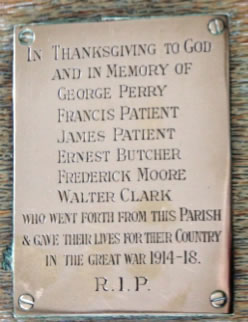 IN THANKSGIVING TO GOD
AND IN MEMORY OF
GEORGE PERRY
FRANCIS PATIENT
JAMES PATIENT
ERNEST BUTCHER
FREDERICK MOORE
WALTER CLARK
WHO WENT FORTH FROM THIS PARISH
& GAVE THEIR LIVES FOR THEIR COUNTRY
IN THE GREAT WAR 1914-18.
R.I.P.